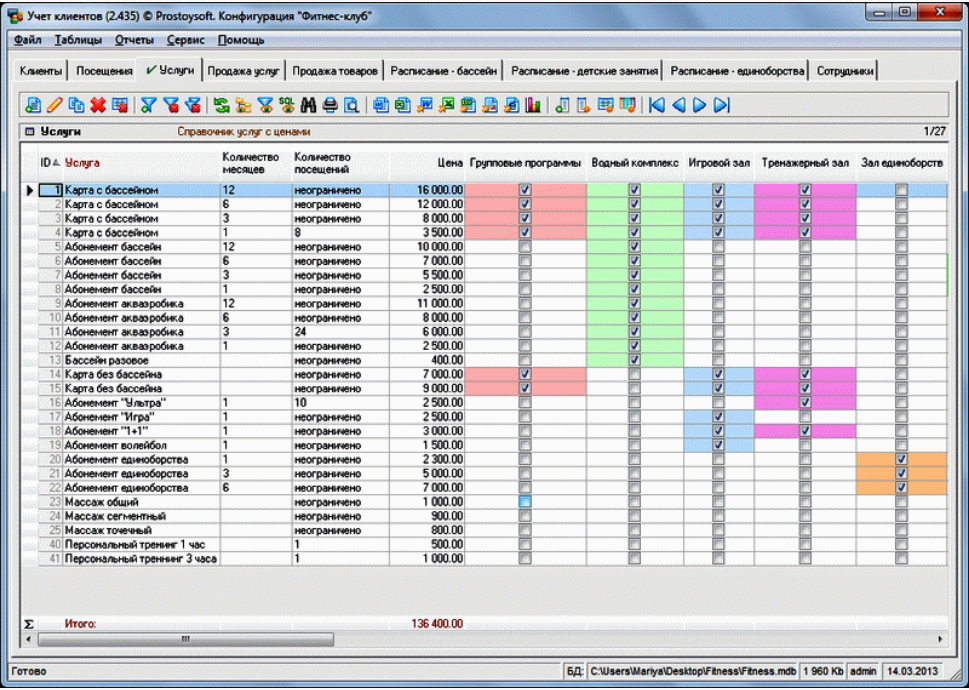 Учет клиентов (2.435) © Prostoysoft. Конфигурация "Фитнес-клуб"
Файл Таблицы Отчеты Сервис Помощь
Клиенты Посещения Услуги Продажа услуг Продажа товаров Расписание - бассейн Расписание - детские занятия Расписание - единоборства Сотрудники
SQL
Услуги Справочник услуг с ценами 1/27
ID Услуга Количество месяцев Количество посещений Цена Групповые программы Водный комплекс Игровой зал Тренажерный зал Зал единоборств
1 Карта с бассейном 12 неограничено 16 000.00
2 Карта с бассейном 6 неограничено 12 000.00
3 Карта с бассейном 3 неограничено 8 000.00
4 Карта с бассейном 1 8 3 500.00
5 Абонемент бассейн 12 неограничено 10 000.00
6 Абонемент бассейн 6 неограничено 7 000.00
7 Абонемент бассейн 3 неограничено 5 500.00
8 Абонемент бассейн 1 неограничено 2 500.00
9 Абонемент аквааэробика 12 неограничено 11 000.00
10 Абонемент аквааэробика 6 неограничено 8 000.00
11 Абонемент аквааэробика 3 24 6 000.00
12 Абонемент аквааэробика 1 неограничено 2 500.00
13 Бассейн разовое неограничено 400.00
14 Карта без бассейна неограничено 7 000.00
15 Карта без бассейна неограничено 9 000.00
16 Абонемент "Ультра" 1 10 2 500.00
17 Абонемент "Игра" 1 неограничено 2 500.00
18 Абонемент "1+1" 1 неограничено 3 000.00
19 Абонемент волейбол 1 неограничено 1 500.00
20 Абонемент единоборства 1 неограничено 2 300.00
21 Абонемент единоборства 3 неограничено 5 000.00
22 Абонемент единоборства 6 неограничено 7 000.00
23 Массаж общий неограничено 1 000.00
24 Массаж сегментный неограничено 900.00
25 Массаж точечный неограничено 800.00
40 Персональный тренинг 1 час 1 500.00
41 Персональный треннинг 3 часа 1 1 000.00
Σ Итого: 136 400.00
Готово БД: C:\Users\Mariya\Desktop\Fitness\Fitness.mdb 1 960 Kb admin 14.03.2013